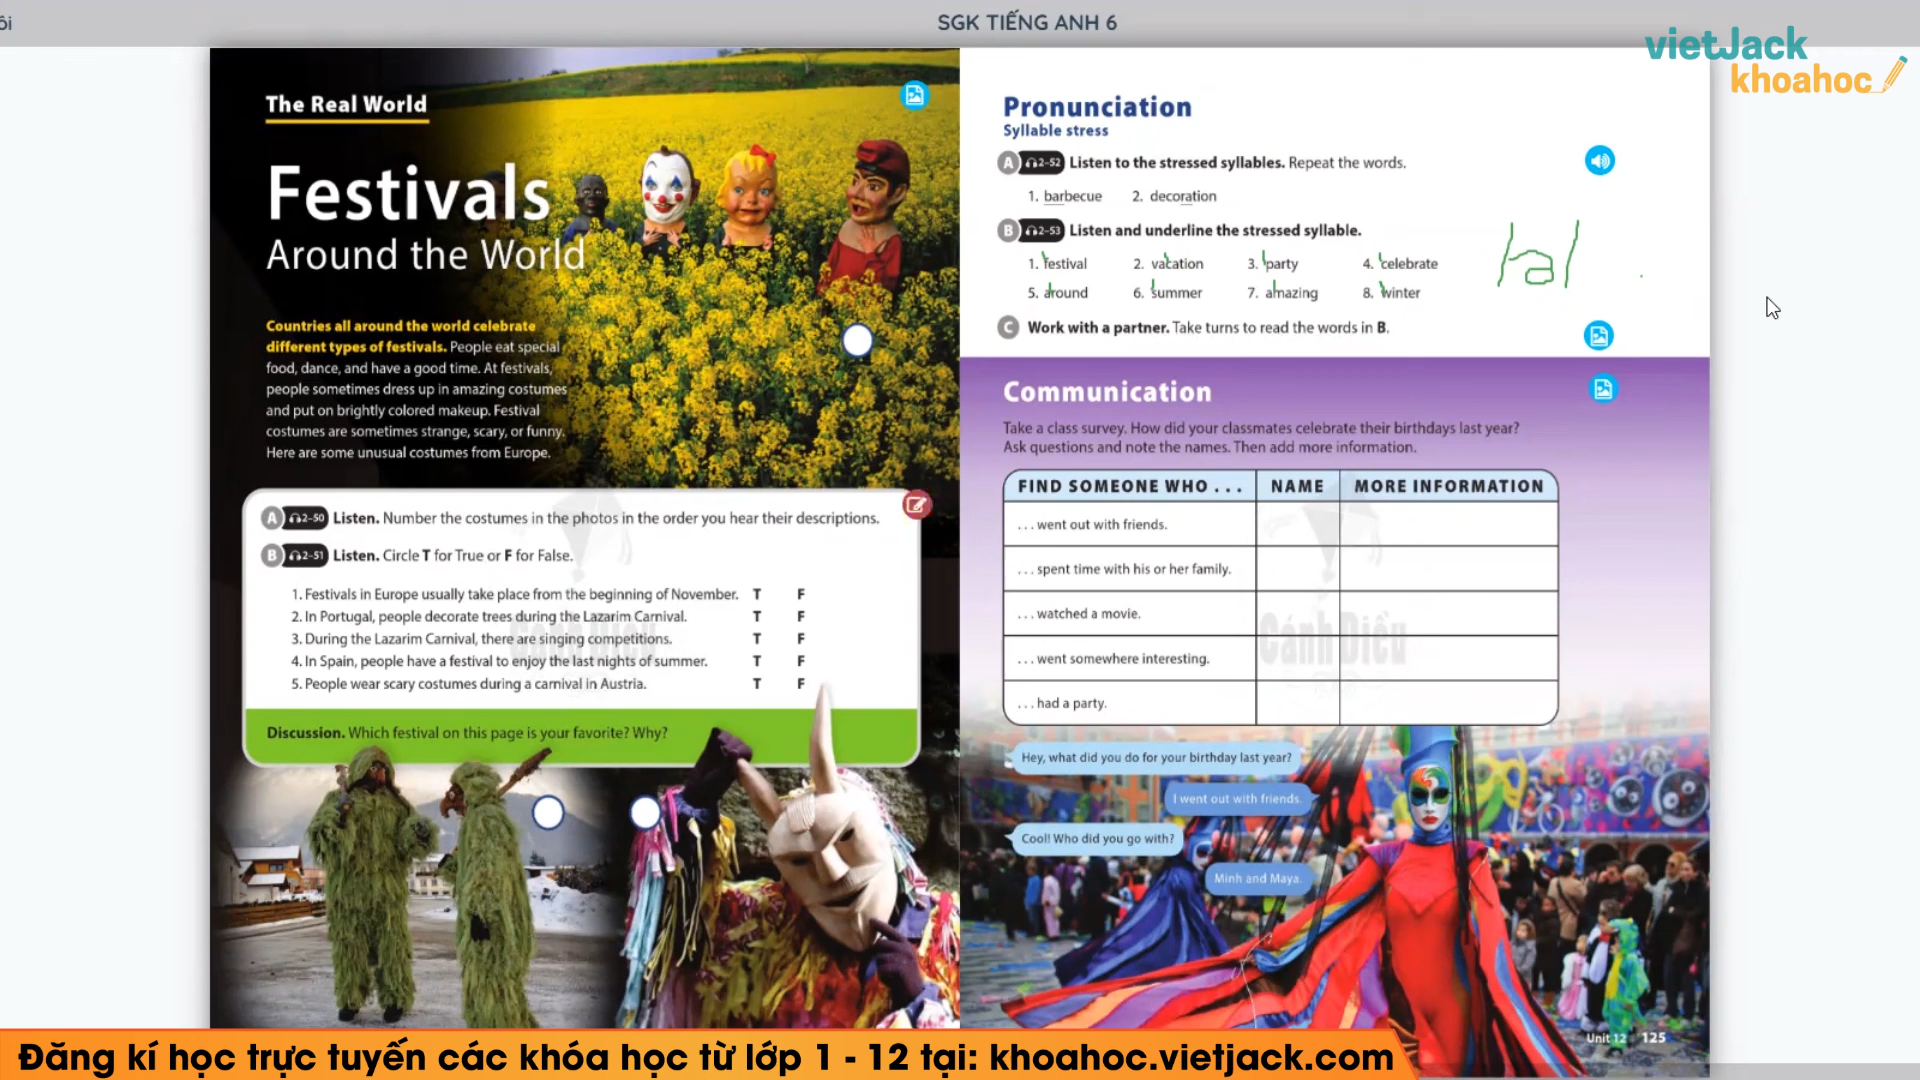 ôi
SGK TIẾNG ANH 6
vietJack
khoahoc
The Real World
Festivals
Around the World
Countries all around the world celebrate
different types of festivals. People eat special
food, dance, and have a good time. At festivals,
people sometimes dress up in amazing costumes
and put on brightly colored makeup. Festival
costumes are sometimes strange, scary, or funny.
Here are some unusual costumes from Europe.
A 2-50 Listen. Number the costumes in the photos in the order you hear their descriptions.
B 2-51 Listen. Circle T for True or F for False.
1. Festivals in Europe usually take place from the beginning of November. T F
2. In Portugal, people decorate trees during the Lazarim Carnival. T F
3. During the Lazarim Carnival, there are singing competitions. T F
4. In Spain, people have a festival to enjoy the last nights of summer. T F
5. People wear scary costumes during a carnival in Austria. T F
Cánh Diều
Discussion. Which festival on this page is your favorite? Why?
Pronunciation
Syllable stress
A 2-52 Listen to the stressed syllables. Repeat the words.
1. barbecue 2. decoration
B 2-53 Listen and underline the stressed syllable.
1. festival 2. vacation 3. party 4. celebrate
5. around 6. summer 7. amazing 8. winter
/ə/
C Work with a partner. Take turns to read the words in B.
Communication
Take a class survey. How did your classmates celebrate their birthdays last year?
Ask questions and note the names. Then add more information.
FIND SOMEONE WHO . . . NAME MORE INFORMATION
. . . went out with friends.
. . . spent time with his or her family.
. . . watched a movie.
. . . went somewhere interesting.
. . . had a party.
Cánh Diều
Hey, what did you do for your birthday last year?
I went out with friends.
Cool! Who did you go with?
Minh and Maya.
Unit 12 125
Đăng kí học trực tuyến các khóa học từ lớp 1 - 12 tại: khoahoc.vietjack.com